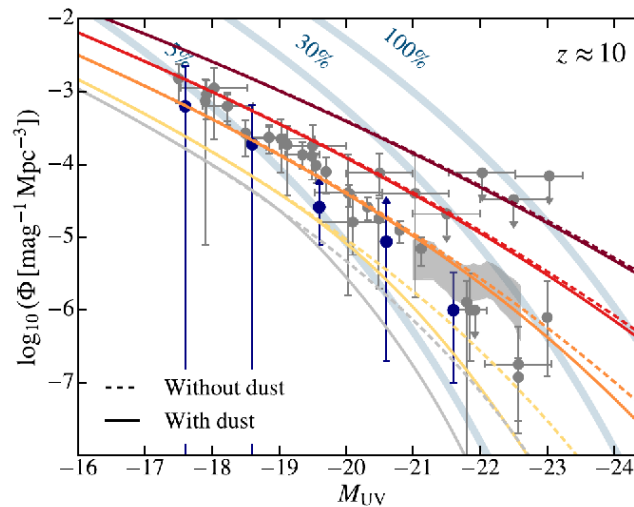 −2
−3
−4
−5
−6
−7
log₁₀(Φ [mag⁻¹ Mpc⁻³])
5%
30%
100%
z ≈ 10
Without dust
With dust
−16 −17 −18 −19 −20 −21 −22 −23 −24
M_UV